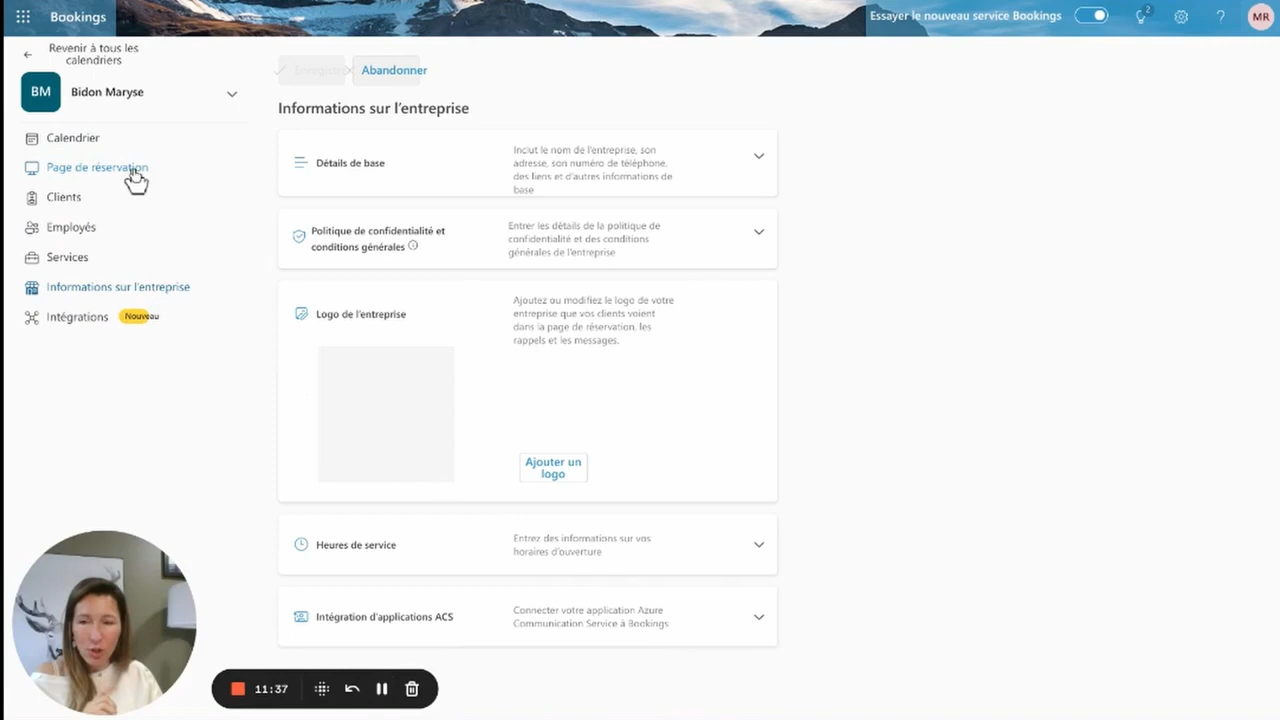 Bookings
Essayer le nouveau service Bookings
2
?
MR
Revenir à tous les
calendriers
BM
Bidon Maryse
Calendrier
Page de réservation
Clients
Employés
Services
Informations sur l'entreprise
Intégrations
Nouveau
Enregistrer
Abandonner
Informations sur l'entreprise
Détails de base
Inclut le nom de l'entreprise, son
adresse, son numéro de téléphone,
des liens et d'autres informations de
base
Politique de confidentialité et
conditions générales
Entrer les détails de la politique de
confidentialité et des conditions
générales de l'entreprise
Logo de l'entreprise
Ajoutez ou modifiez le logo de votre
entreprise que vos clients voient
dans la page de réservation, les
rappels et les messages.
Ajouter un
logo
Heures de service
Entrez des informations sur vos
horaires d'ouverture
Intégration d'applications ACS
Connecter votre application Azure
Communication Service à Bookings
11:37